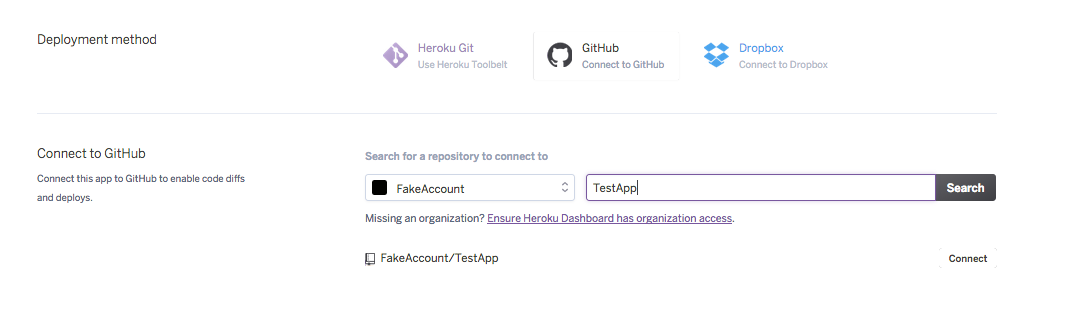 Deployment method
Heroku Git
Use Heroku Toolbelt
GitHub
Connect to GitHub
Dropbox
Connect to Dropbox
Connect to GitHub
Connect this app to GitHub to enable code diffs
and deploys.
Search for a repository to connect to
FakeAccount
TestApp
Search
Missing an organization? Ensure Heroku Dashboard has organization access.
FakeAccount/TestApp
Connect